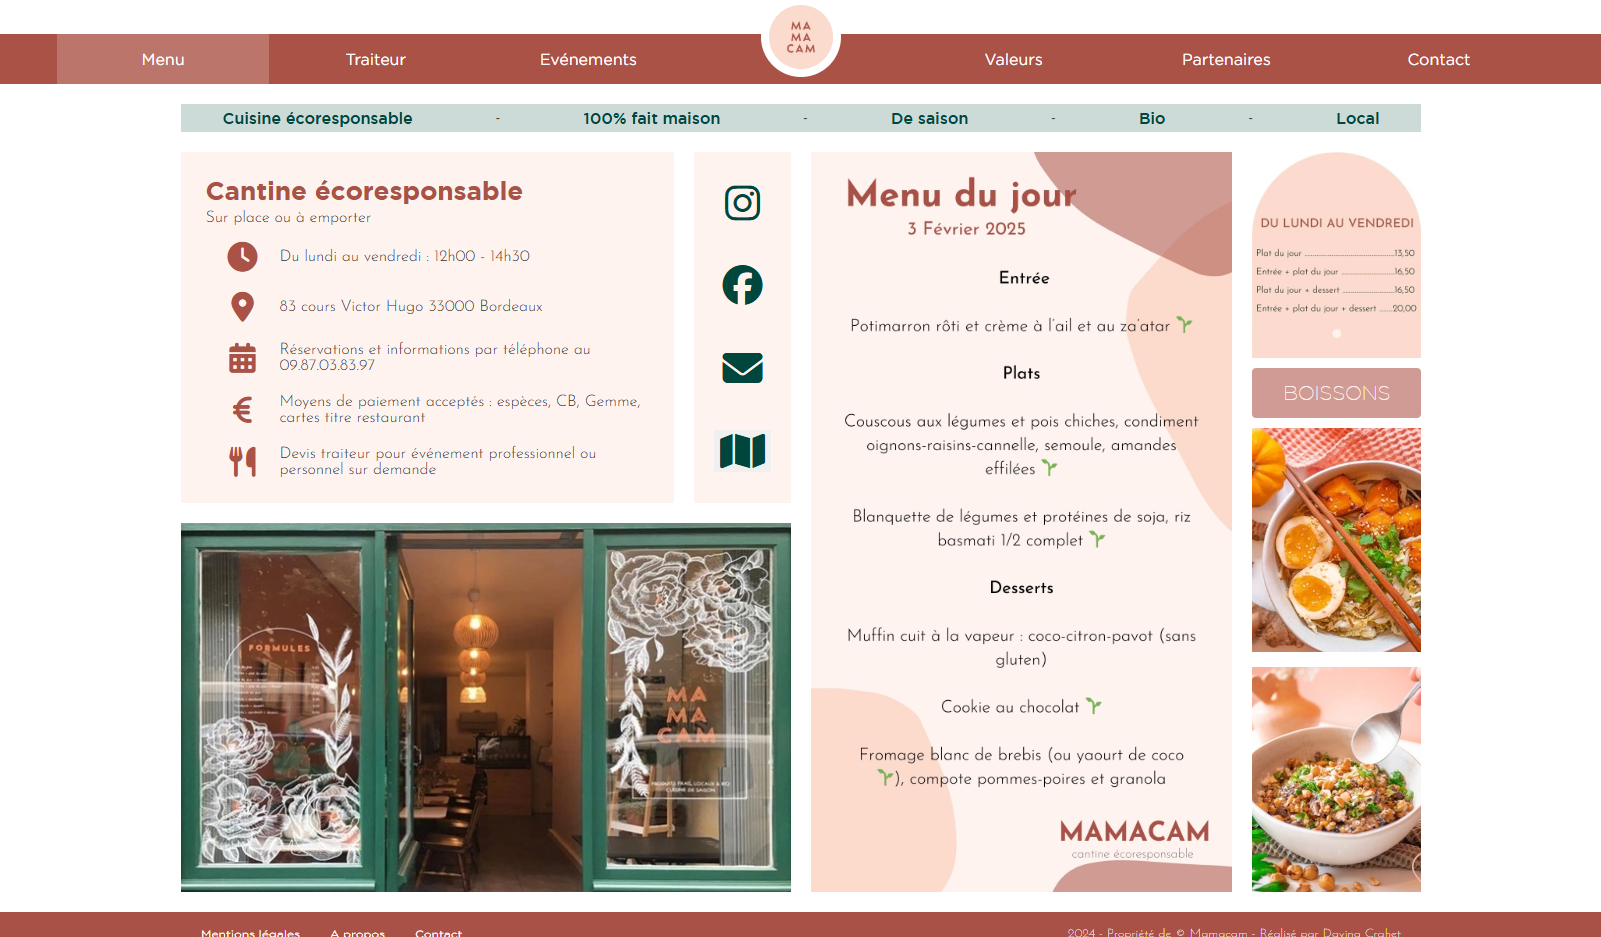 MA
MA
CAM
Menu
Traiteur
Evénements
Valeurs
Partenaires
Contact
Cuisine écoresponsable - 100% fait maison - De saison - Bio - Local
Cantine écoresponsable
Sur place ou à emporter
Du lundi au vendredi : 12h00 - 14h30
83 cours Victor Hugo 33000 Bordeaux
Réservations et informations par téléphone au
09.87.03.83.97
Moyens de paiement acceptés : espèces, CB, Gemme,
cartes titre restaurant
Devis traiteur pour événement professionnel ou
personnel sur demande
FORMULES
MA
MA
CAM
PRODUITS FRAIS, LOCAUX & BIO
CUISINE DE SAISON
Menu du jour
3 Février 2025
Entrée
Potimarron rôti et crème à l'ail et au za'atar
Plats
Couscous aux légumes et pois chiches, condiment
oignons-raisins-cannelle, semoule, amandes
effilées
Blanquette de légumes et protéines de soja, riz
basmati 1/2 complet
Desserts
Muffin cuit à la vapeur : coco-citron-pavot (sans
gluten)
Cookie au chocolat
Fromage blanc de brebis (ou yaourt de coco
), compote pommes-poires et granola
MAMACAM
cantine écoresponsable
DU LUNDI AU VENDREDI
Plat du jour ........................................13,50
Entrée + plat du jour ..............................16,50
Plat du jour + dessert .............................16,50
Entrée + plat du jour + dessert ......20,00
BOISSONS
Mentions légales
A propos
Contact
2024 - Propriété de © Mamacam - Réalisé par Davina Crahet